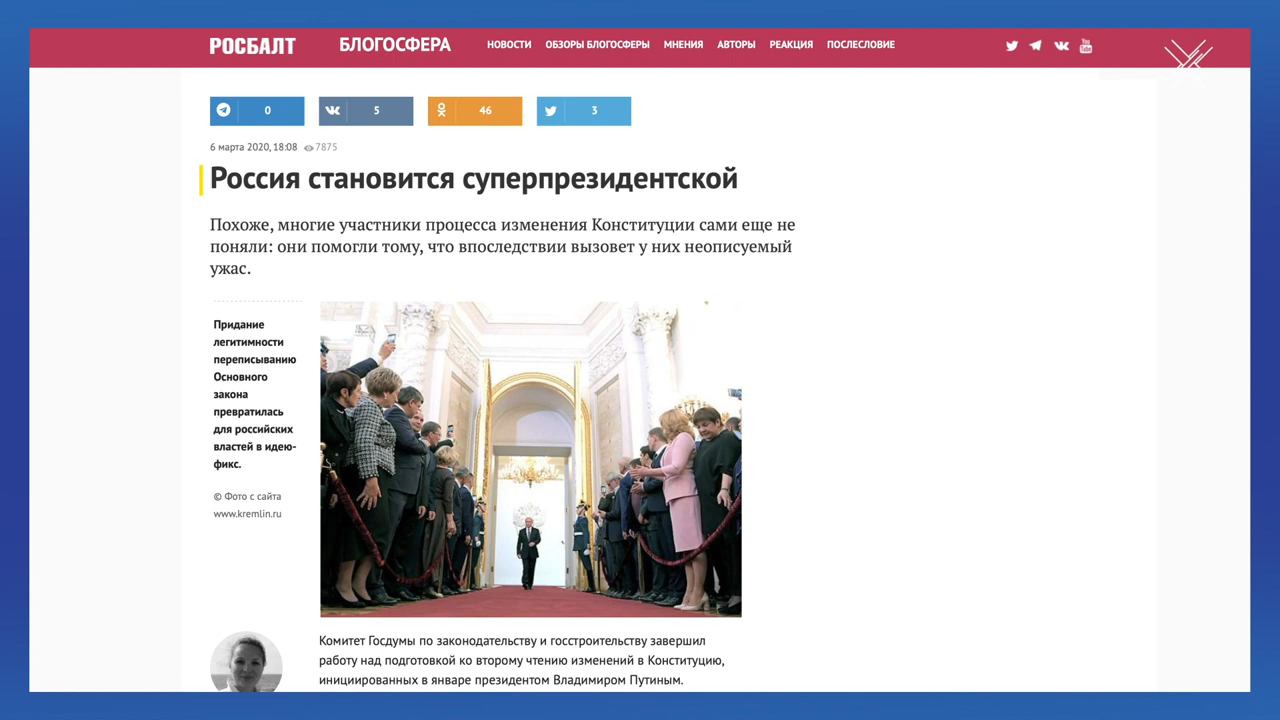 РОСБАЛТ БЛОГОСФЕРА НОВОСТИ ОБЗОРЫ БЛОГОСФЕРЫ МНЕНИЯ АВТОРЫ РЕАКЦИЯ ПОСЛЕСЛОВИЕ
0 5 46 3
6 марта 2020, 18:08 7875
Россия становится суперпрезидентской
Похоже, многие участники процесса изменения Конституции сами еще не
поняли: они помогли тому, что впоследствии вызовет у них неописуемый
ужас.
Придание
легитимности
переписыванию
Основного
закона
превратилась
для российских
властей в идею-
фикс.
© Фото с сайта
www.kremlin.ru
Комитет Госдумы по законодательству и госстроительству завершил
работу над подготовкой ко второму чтению изменений в Конституцию,
инициированных в январе президентом Владимиром Путиным.